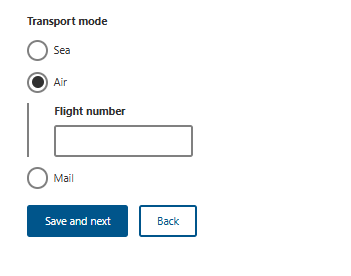 Transport mode
Sea
Air
Flight number
Mail
Save and next Back